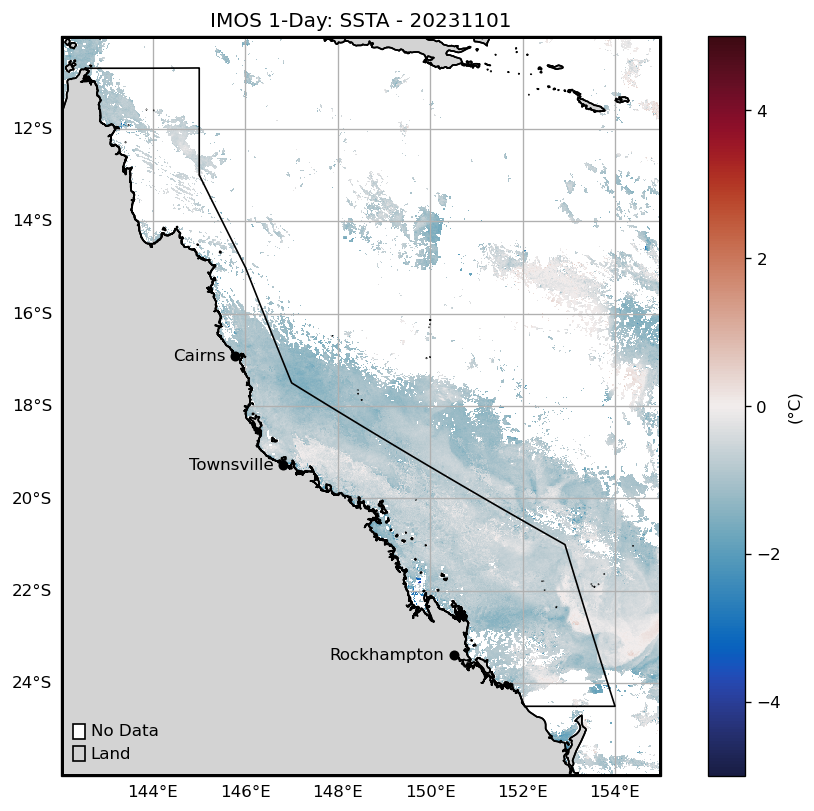 IMOS 1-Day: SSTA - 20231101
12°S
14°S
16°S
18°S
20°S
22°S
24°S
Cairns
Townsville
Rockhampton
No Data
Land
144°E 146°E 148°E 150°E 152°E 154°E
4
2
0
−2
−4
(°C)